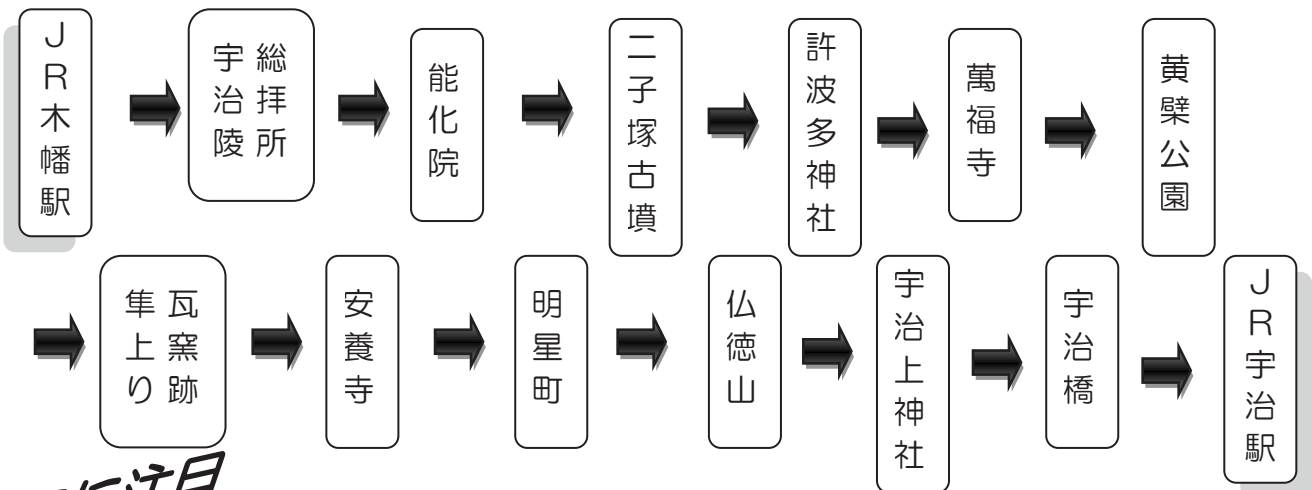 JR木幡駅
宇治陵
総拝所
能化院
二子塚古墳
許波多神社
萬福寺
黄檗公園
隼上り
瓦窯跡
安養寺
明星町
仏徳山
宇治上神社
宇治橋
JR宇治駅
に注目